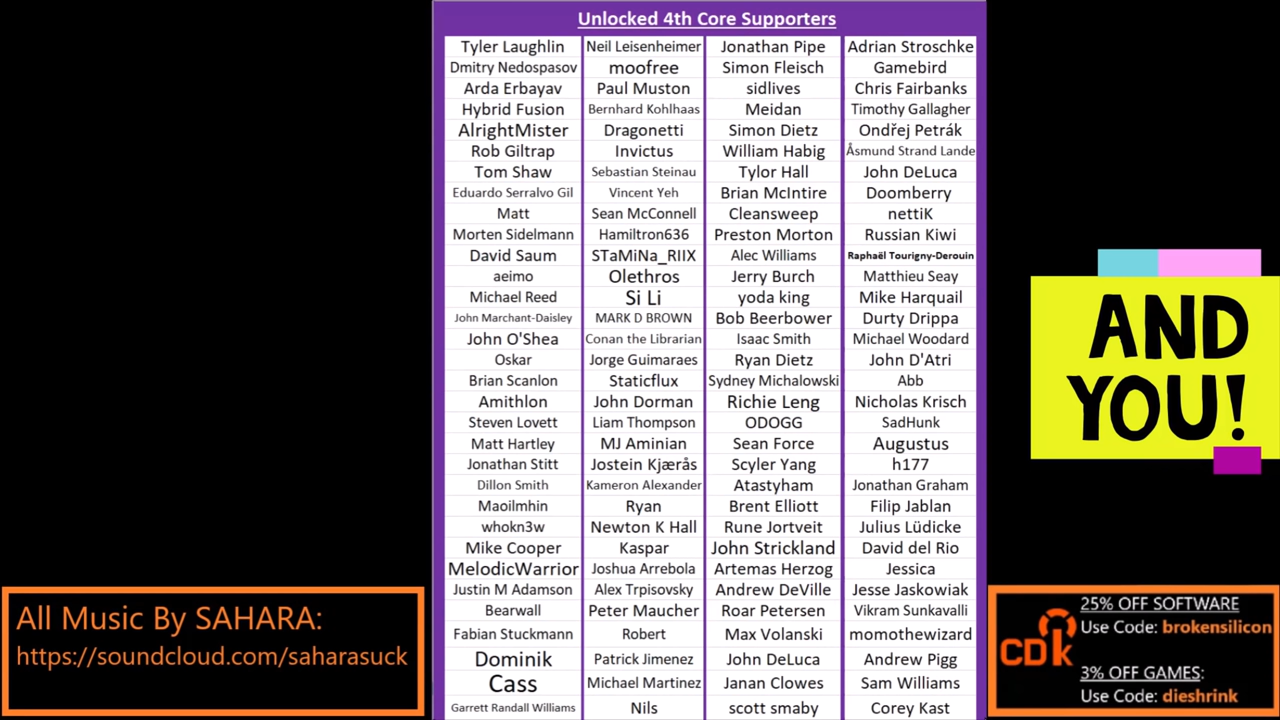 Unlocked 4th Core Supporters
Tyler Laughlin Neil Leisenheimer Jonathan Pipe Adrian Stroschke
Dmitry Nedospasov moofree Simon Fleisch Gamebird
Arda Erbayav Paul Muston sidlives Chris Fairbanks
Hybrid Fusion Bernhard Kohlhaas Meidan Timothy Gallagher
AlrightMister Dragonetti Simon Dietz Ondřej Petrák
Rob Giltrap Invictus William Habig Åsmund Strand Lande
Tom Shaw Sebastian Steinau Tylor Hall John DeLuca
Eduardo Serralvo Gil Vincent Yeh Brian McIntire Doomberry
Matt Sean McConnell Cleansweep nettiK
Morten Sidelmann Hamiltron636 Preston Morton Russian Kiwi
David Saum STaMiNa_RIIX Alec Williams Raphaël Tourigny-Derouin
aeimo Olethros Jerry Burch Matthieu Seay
Michael Reed Si Li yoda king Mike Harquail
John Marchant-Daisley MARK D BROWN Bob Beerbower Durty Drippa
John O'Shea Conan the Librarian Isaac Smith Michael Woodard
Oskar Jorge Guimaraes Ryan Dietz John D'Atri
Brian Scanlon Staticflux Sydney Michalowski Abb
Amithlon John Dorman Richie Leng Nicholas Krisch
Steven Lovett Liam Thompson ODOGG SadHunk
Matt Hartley MJ Aminian Sean Force Augustus
Jonathan Stitt Jostein Kjærås Scyler Yang h177
Dillon Smith Kameron Alexander Atastyham Jonathan Graham
Maoilmhin Ryan Brent Elliott Filip Jablan
whokn3w Newton K Hall Rune Jortveit Julius Lüdicke
Mike Cooper Kaspar John Strickland David del Rio
MelodicWarrior Joshua Arrebola Artemas Herzog Jessica
Justin M Adamson Alex Trpisovsky Andrew DeVille Jesse Jaskowiak
Bearwall Peter Maucher Roar Petersen Vikram Sunkavalli
Fabian Stuckmann Robert Max Volanski momothewizard
Dominik Patrick Jimenez John DeLuca Andrew Pigg
Cass Michael Martinez Janan Clowes Sam Williams
Garrett Randall Williams Nils scott smaby Corey Kast
AND
YOU!
All Music By SAHARA:
https://soundcloud.com/saharasuck
CDk
25% OFF SOFTWARE
Use Code: brokensilicon
3% OFF GAMES:
Use Code: dieshrink